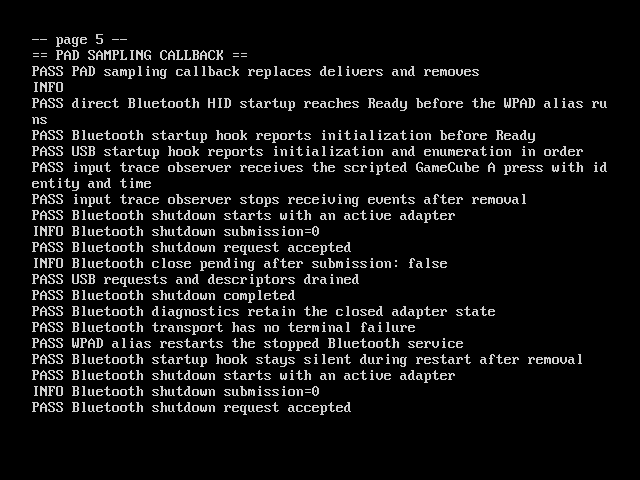 -- page 5 --
== PAD SAMPLING CALLBACK ==
PASS PAD sampling callback replaces delivers and removes
INFO
PASS direct Bluetooth HID startup reaches Ready before the WPAD alias ru
ns
PASS Bluetooth startup hook reports initialization before Ready
PASS USB startup hook reports initialization and enumeration in order
PASS input trace observer receives the scripted GameCube A press with id
entity and time
PASS input trace observer stops receiving events after removal
PASS Bluetooth shutdown starts with an active adapter
INFO Bluetooth shutdown submission=0
PASS Bluetooth shutdown request accepted
INFO Bluetooth close pending after submission: false
PASS USB requests and descriptors drained
PASS Bluetooth shutdown completed
PASS Bluetooth diagnostics retain the closed adapter state
PASS Bluetooth transport has no terminal failure
PASS WPAD alias restarts the stopped Bluetooth service
PASS Bluetooth startup hook stays silent during restart after removal
PASS Bluetooth shutdown starts with an active adapter
INFO Bluetooth shutdown submission=0
PASS Bluetooth shutdown request accepted